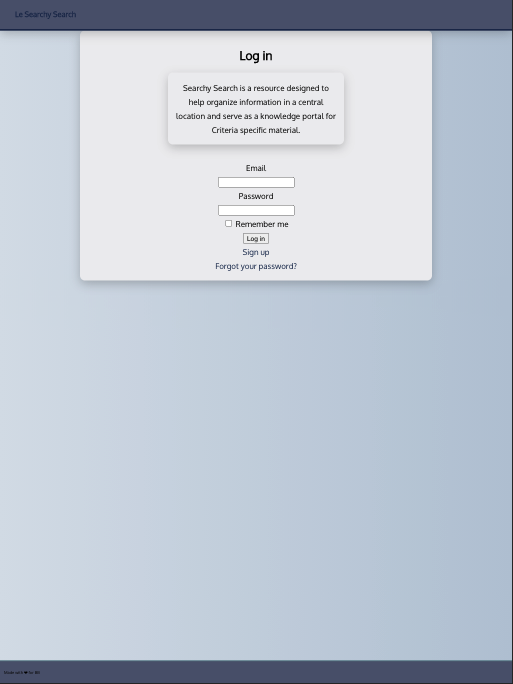 Le Searchy Search
Log in
Searchy Search is a resource designed to
help organize information in a central
location and serve as a knowledge portal for
Criteria specific material.
Email
Password
Remember me
Log in
Sign up
Forgot your password?